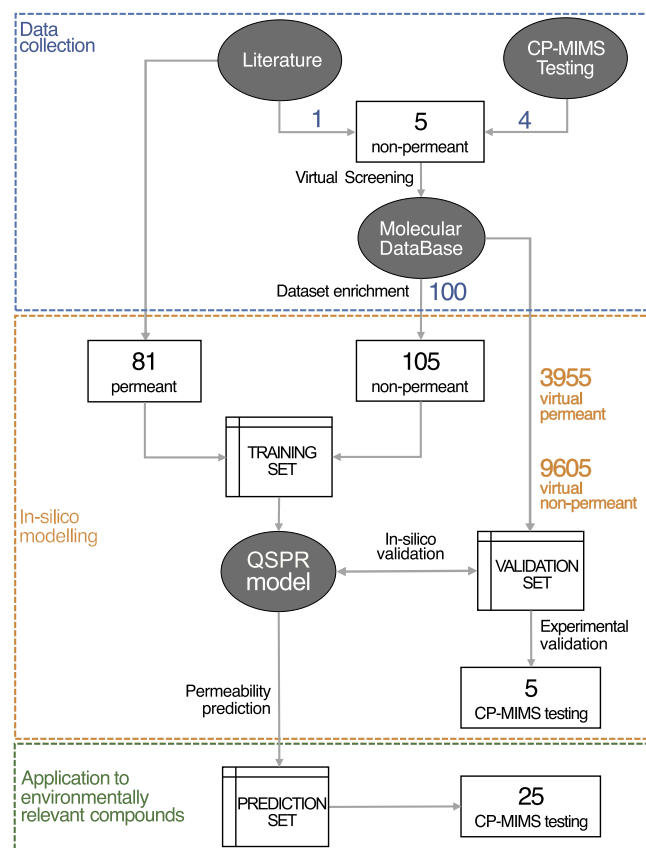 Data
collection
Literature
CP-MIMS
Testing
1
5
non-permeant
4
Virtual Screening
Molecular
DataBase
Dataset enrichment
100
81
permeant
105
non-permeant
3955
virtual
permeant
TRAINING
SET
9605
virtual
non-permeant
In-silico
modelling
QSPR
model
In-silico
validation
VALIDATION
SET
Experimental
validation
Permeability
prediction
5
CP-MIMS testing
Application to
environmentally
relevant compounds
PREDICTION
SET
25
CP-MIMS testing